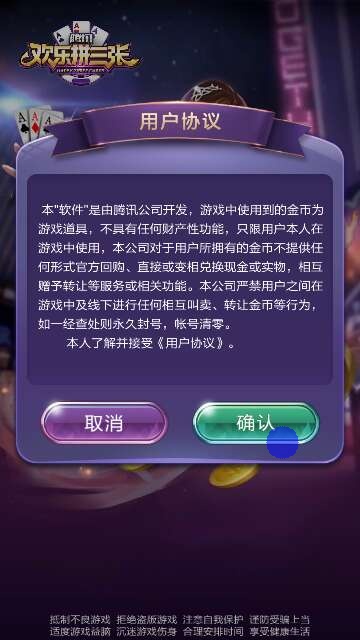 腾讯
欢乐拼三张
用户协议
本"软件"是由腾讯公司开发，游戏中使用到的金币为
游戏道具，不具有任何财产性功能，只限用户本人在
游戏中使用，本公司对于用户所拥有的金币不提供任
何形式官方回购、直接或变相兑换现金或实物，相互
赠予转让等服务或相关功能。本公司严禁用户之间在
游戏中及线下进行任何相互叫卖、转让金币等行为，
如一经查处则永久封号，帐号清零。
本人了解并接受《用户协议》。
取消
确认
抵制不良游戏 拒绝盗版游戏 注意自我保护 谨防受骗上当
适度游戏益脑 沉迷游戏伤身 合理安排时间 享受健康生活